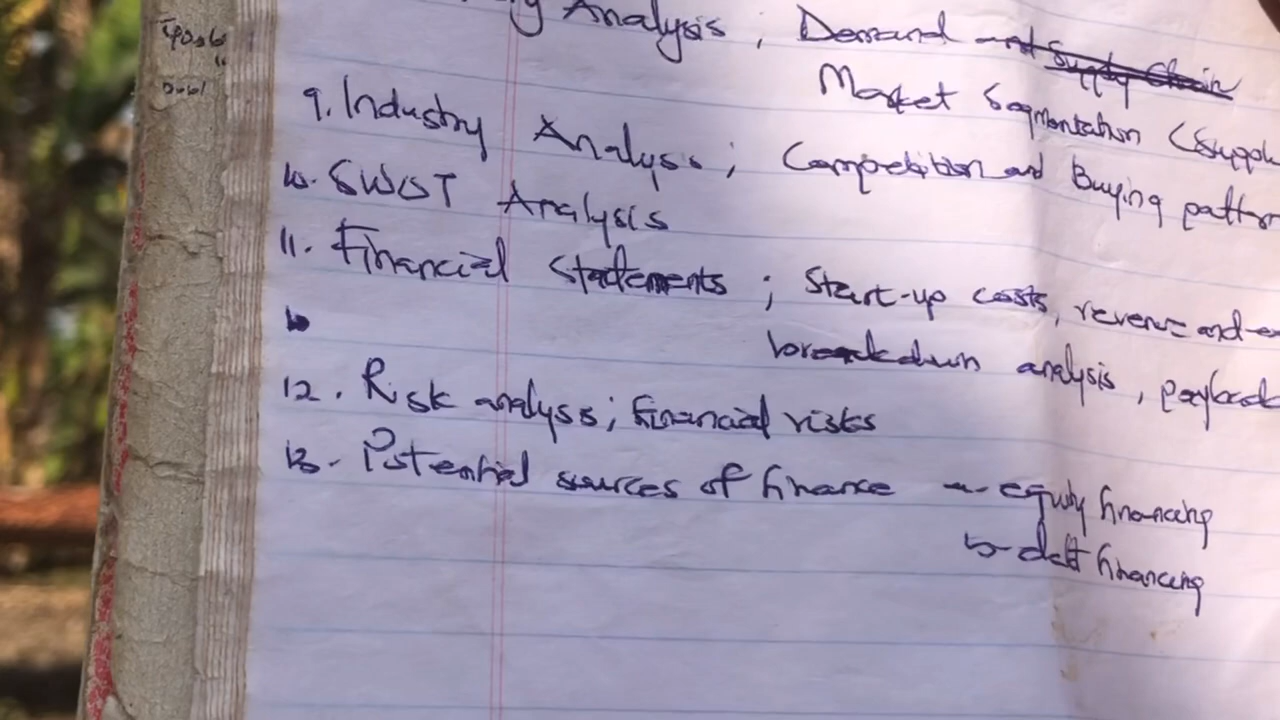 Analysis ; Demand and Supply Chain
Market Segmentation (Suppl
9. Industry Analysis ; Competition and Buying patter
10. SWOT Analysis
11. Financial Statements ; Start-up costs, revenue and
breakdown analysis, payback
12. Risk analysis ; financial risks
13. Potential sources of finance - equity financing
- debt financing